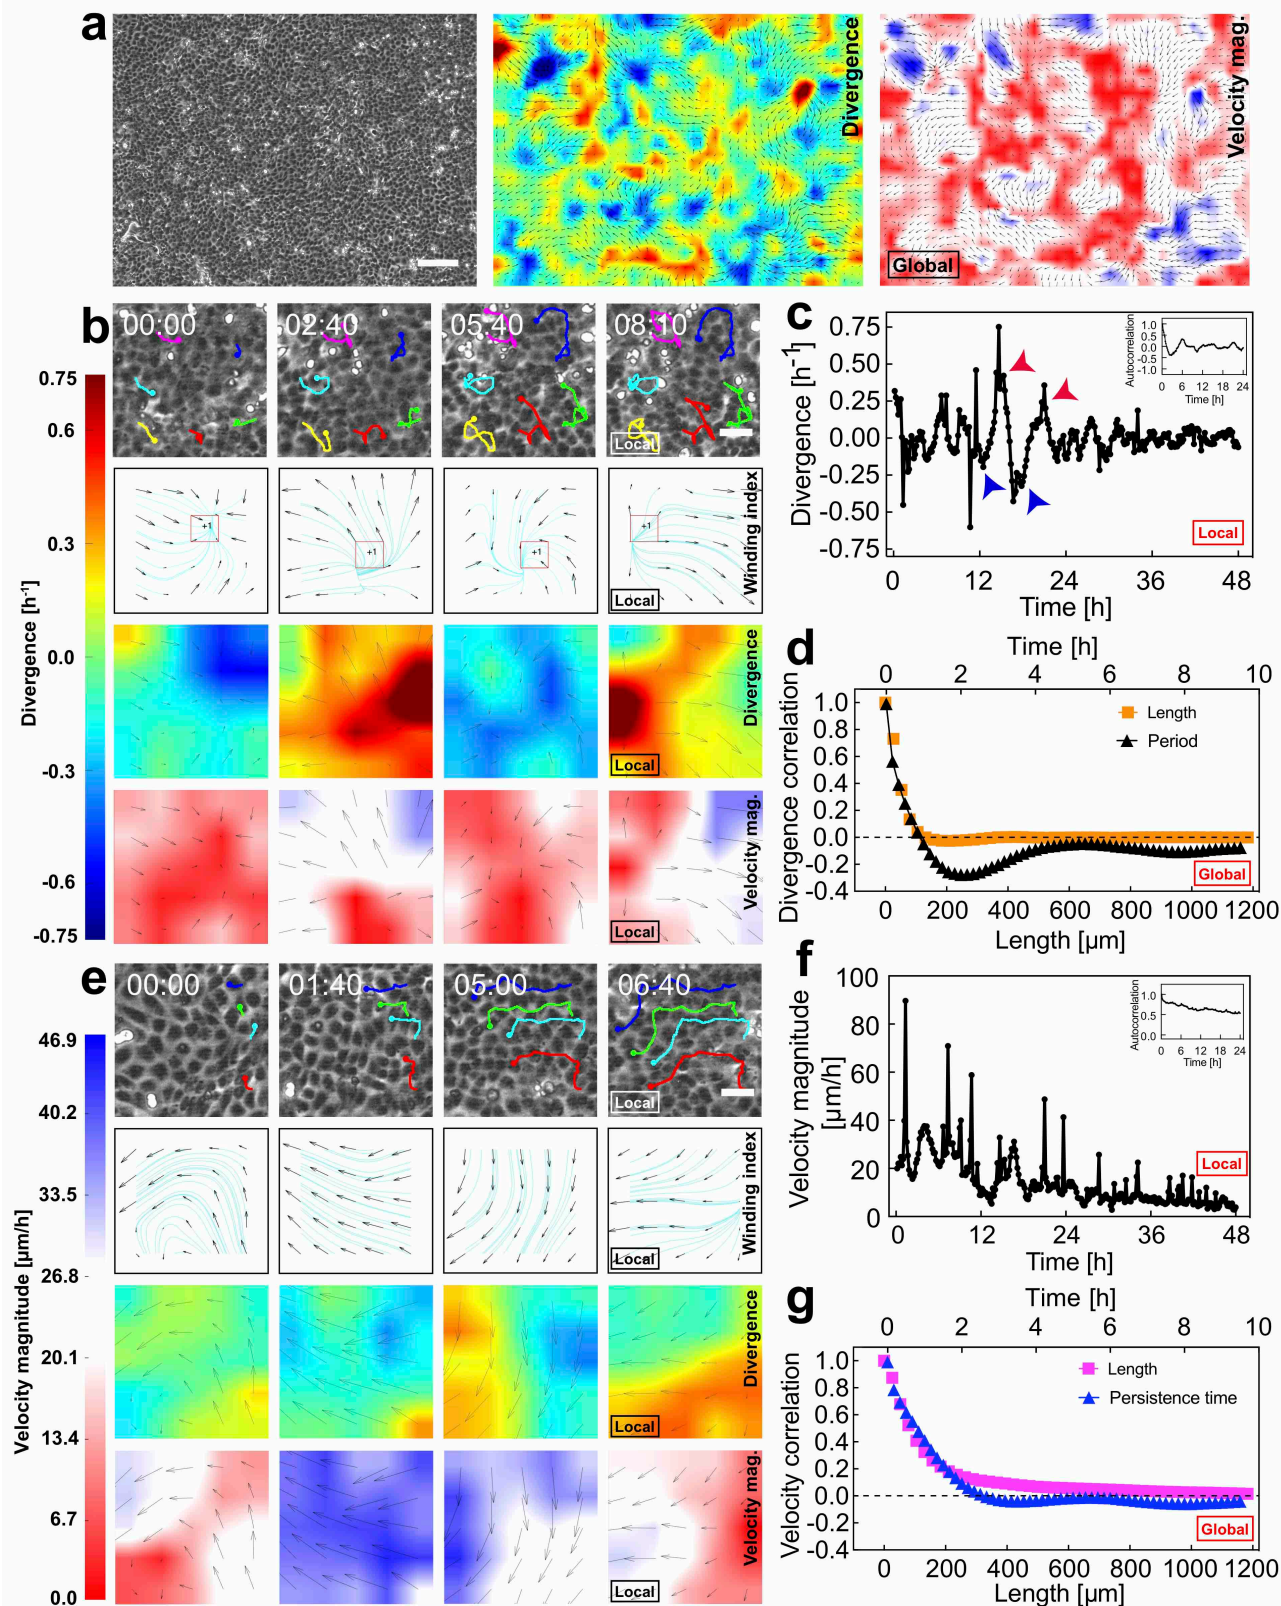 a
Divergence
Velocity mag.
Global
b
00:00
02:40
05:40
08:10
Local
+1
+1
+1
+1
Winding index
Local
Divergence
Local
Velocity mag.
Local
0.75
0.6
0.3
0.0
-0.3
-0.6
-0.75
Divergence [h⁻¹]
c
0.75
0.50
0.25
0.00
-0.25
-0.50
-0.75
Divergence [h⁻¹]
0 12 24 36 48
Time [h]
Local
1.0
0.5
0.0
-0.5
-1.0
Autocorrelation
0 6 12 18 24
Time [h]
d
Time [h]
0 2 4 6 8 10
1.0
0.8
0.6
0.4
0.2
0.0
-0.2
-0.4
Divergence correlation
Length
Period
Global
0 200 400 600 800 1000 1200
Length [µm]
e
00:00
01:40
05:00
06:40
Local
Winding index
Local
Divergence
Local
Velocity mag.
Local
46.9
40.2
33.5
26.8
20.1
13.4
6.7
0.0
Velocity magnitude [µm/h]
f
100
80
60
40
20
0
Velocity magnitude
[µm/h]
0 12 24 36 48
Time [h]
Local
1.0
0.5
0.0
Autocorrelation
0 6 12 18 24
Time [h]
g
Time [h]
0 2 4 6 8 10
1.0
0.8
0.6
0.4
0.2
0.0
-0.2
-0.4
Velocity correlation
Length
Persistence time
Global
0 200 400 600 800 1000 1200
Length [µm]